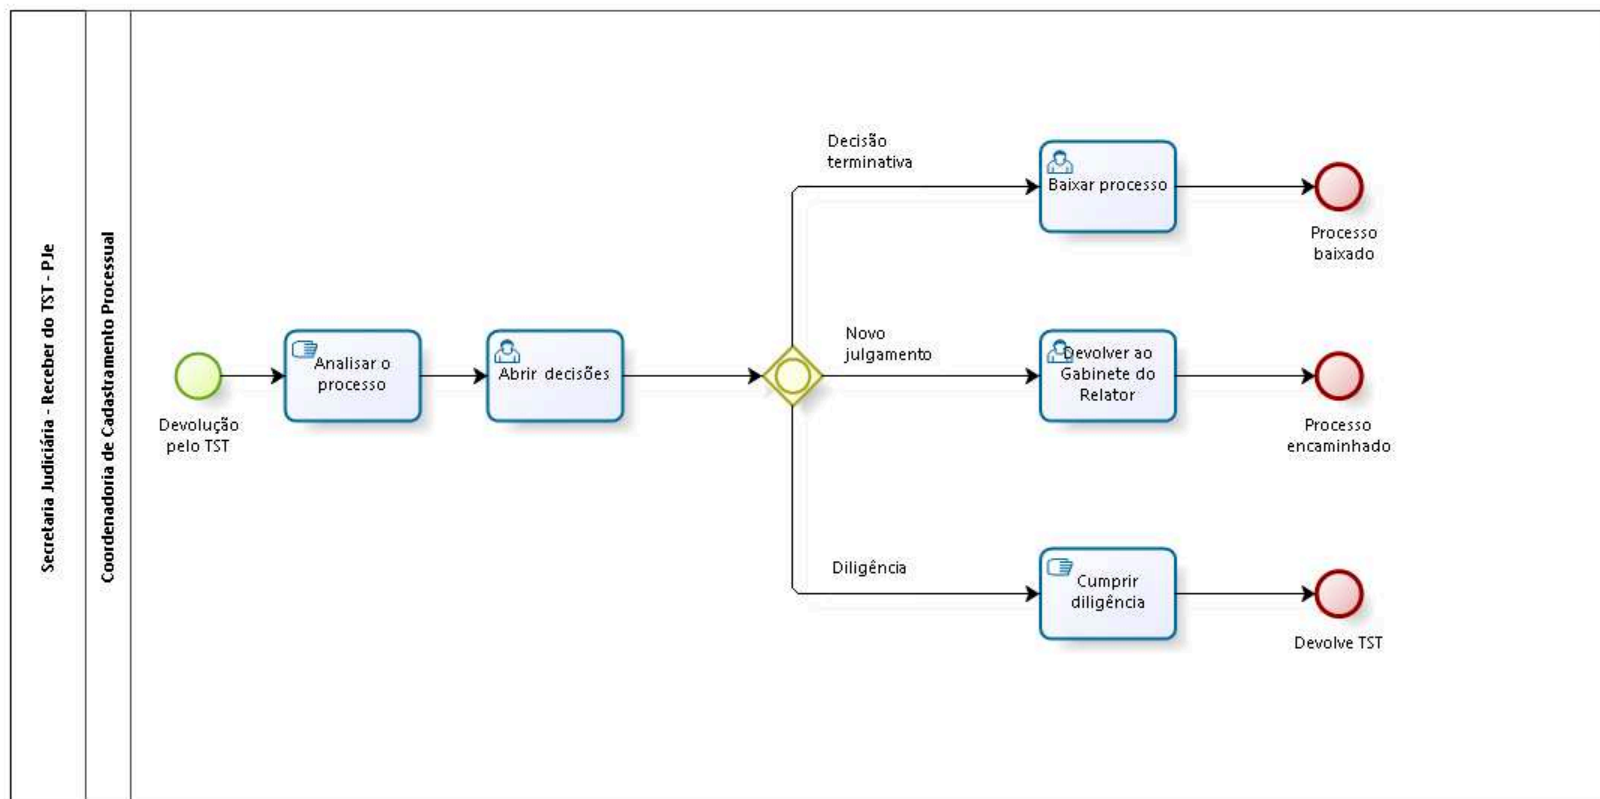 Secretaria Judiciária - Receber do TST - PJe
Coordenadoria de Cadastramento Processual
Devolução
pelo TST
Analisar o
processo
Abrir decisões
Decisão
terminativa
Baixar processo
Processo
baixado
Novo
julgamento
Devolver ao
Gabinete do
Relator
Processo
encaminhado
Diligência
Cumprir
diligência
Devolve TST